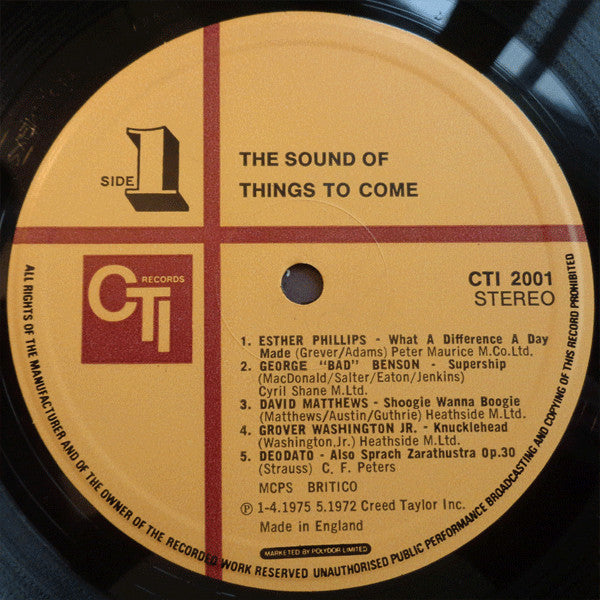 SIDE 1
THE SOUND OF
THINGS TO COME
CTI RECORDS
CTI 2001
STEREO
1. ESTHER PHILLIPS - What A Difference A Day
Made (Grever/Adams) Peter Maurice M.Co.Ltd.
2. GEORGE "BAD" BENSON - Supership
(MacDonald/Salter/Eaton/Jenkins)
Cyril Shane M.Ltd.
3. DAVID MATTHEWS - Shoogie Wanna Boogie
(Matthews/Austin/Guthrie) Heathside M.Ltd.
4. GROVER WASHINGTON JR. - Knucklehead
(Washington,Jr.) Heathside M.Ltd.
5. DEODATO - Also Sprach Zarathustra Op.30
(Strauss) C. F. Peters
MCPS BRITICO
℗ 1-4.1975 5.1972 Creed Taylor Inc.
Made in England
MARKETED BY POLYDOR LIMITED
ALL RIGHTS OF THE MANUFACTURER AND OF THE OWNER OF THE RECORDED WORK RESERVED UNAUTHORISED PUBLIC PERFORMANCE BROADCASTING AND COPYING OF THIS RECORD PROHIBITED